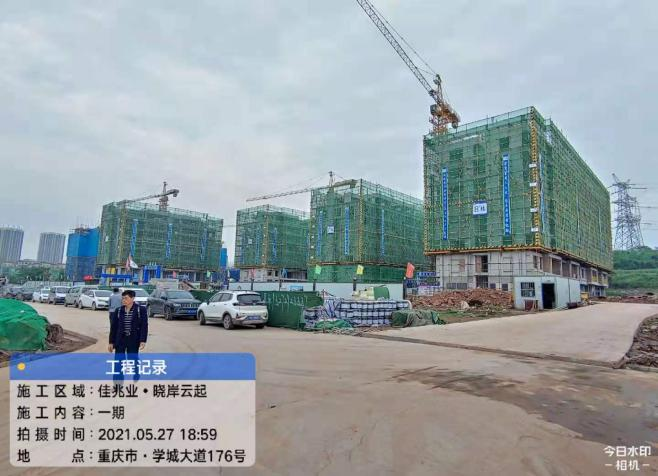 工程记录
施工区域：佳兆业·晓岸云起
施工内容：一期
拍摄时间：2021.05.27 18:59
地　　点：重庆市·学城大道176号
今日水印
－相机－